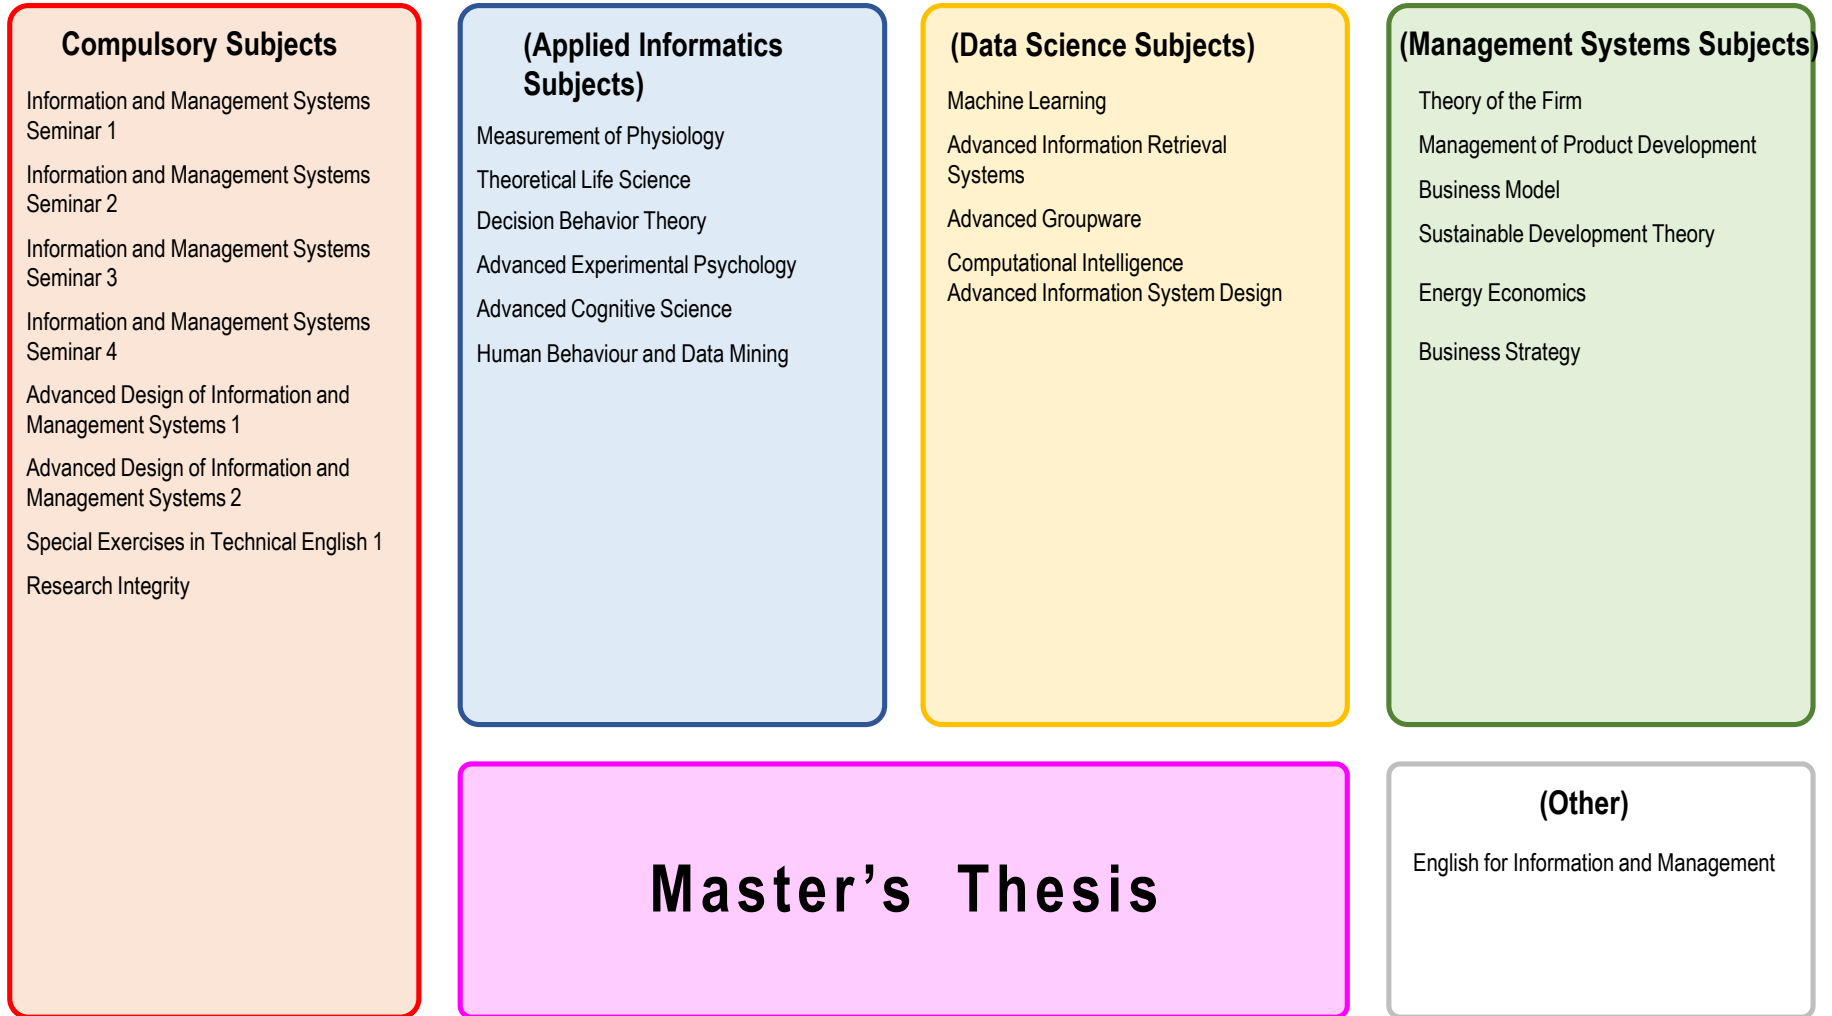 Compulsory Subjects
Information and Management Systems
Seminar 1
Information and Management Systems
Seminar 2
Information and Management Systems
Seminar 3
Information and Management Systems
Seminar 4
Advanced Design of Information and
Management Systems 1
Advanced Design of Information and
Management Systems 2
Special Exercises in Technical English 1
Research Integrity
(Applied Informatics
Subjects)
Measurement of Physiology
Theoretical Life Science
Decision Behavior Theory
Advanced Experimental Psychology
Advanced Cognitive Science
Human Behaviour and Data Mining
(Data Science Subjects)
Machine Learning
Advanced Information Retrieval
Systems
Advanced Groupware
Computational Intelligence
Advanced Information System Design
(Management Systems Subjects)
Theory of the Firm
Management of Product Development
Business Model
Sustainable Development Theory
Energy Economics
Business Strategy
Master’s Thesis
(Other)
English for Information and Management